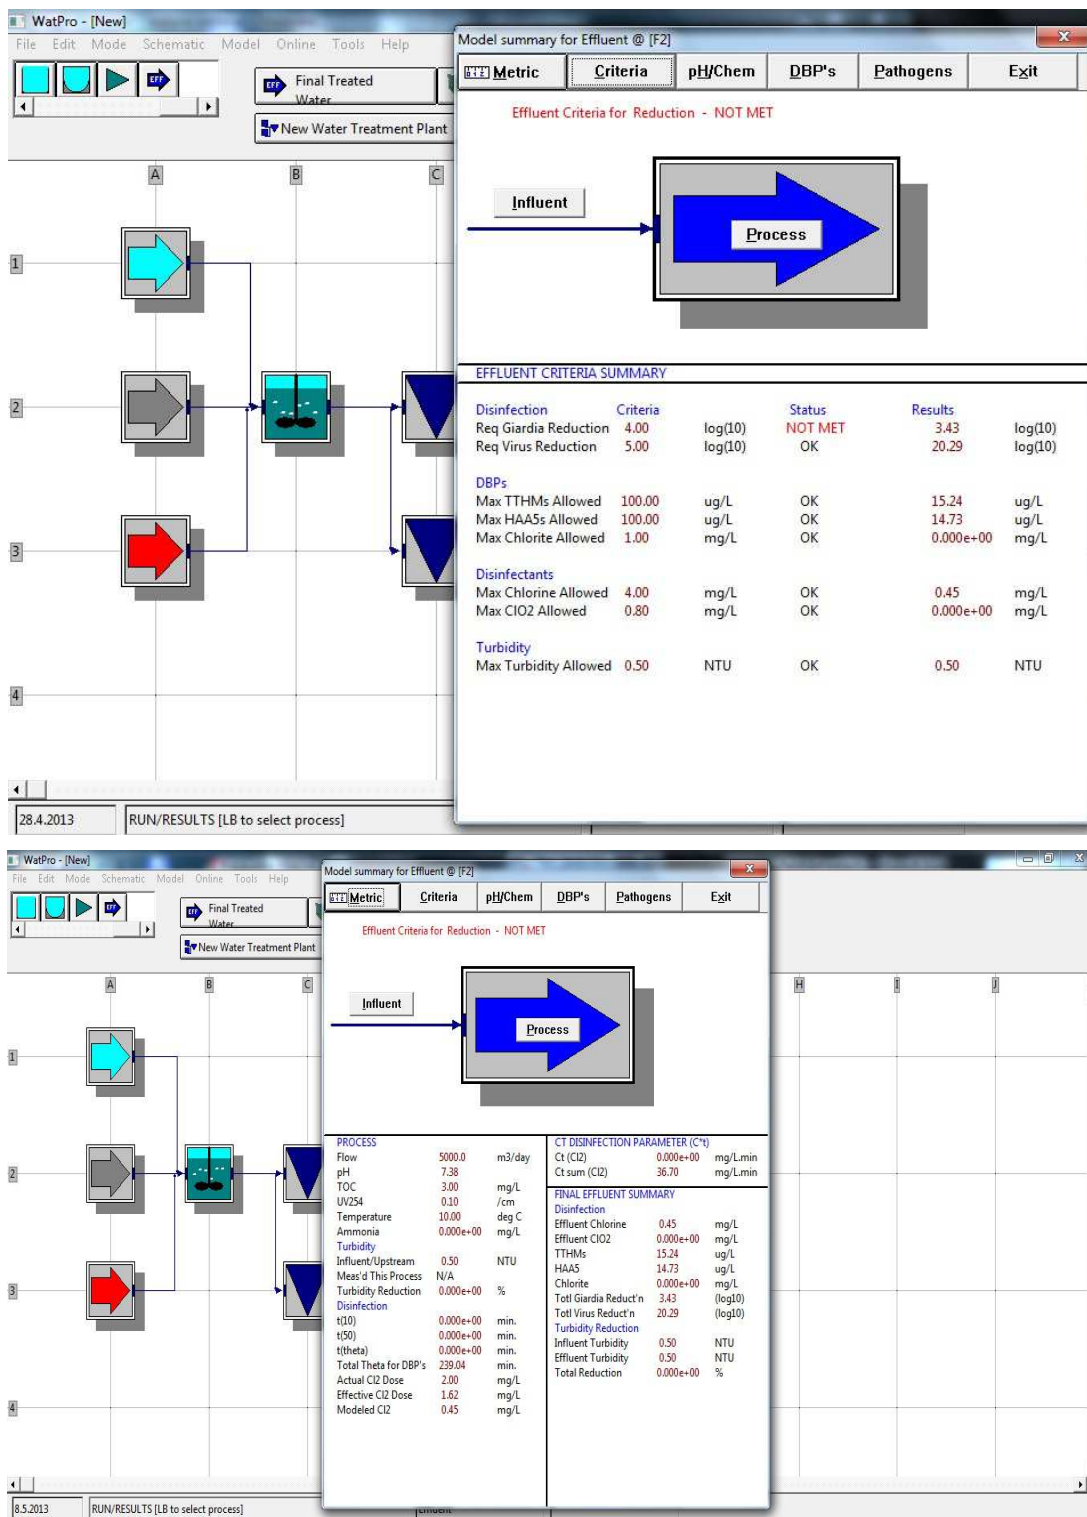 WatPro - [New]
File Edit Mode Schematic Model Online Tools Help
EFF
EFF Final Treated
Water
New Water Treatment Plant
A B C
1
2
3
4
28.4.2013 RUN/RESULTS [LB to select process]
Model summary for Effluent @ [F2]
Metric Criteria pH/Chem DBP's Pathogens Exit
Effluent Criteria for Reduction - NOT MET
Influent
Process
EFFLUENT CRITERIA SUMMARY
Disinfection Criteria Status Results
Req Giardia Reduction 4.00 log(10) NOT MET 3.43 log(10)
Req Virus Reduction 5.00 log(10) OK 20.29 log(10)
DBPs
Max TTHMs Allowed 100.00 ug/L OK 15.24 ug/L
Max HAA5s Allowed 100.00 ug/L OK 14.73 ug/L
Max Chlorite Allowed 1.00 mg/L OK 0.000e+00 mg/L
Disinfectants
Max Chlorine Allowed 4.00 mg/L OK 0.45 mg/L
Max ClO2 Allowed 0.80 mg/L OK 0.000e+00 mg/L
Turbidity
Max Turbidity Allowed 0.50 NTU OK 0.50 NTU
WatPro - [New]
File Edit Mode Schematic Model Online Tools Help
EFF
EFF Final Treated
Water
New Water Treatment Plant
A B C H I J
1
2
3
4
8.5.2013 RUN/RESULTS [LB to select process] Effluent
Model summary for Effluent @ [F2]
Metric Criteria pH/Chem DBP's Pathogens Exit
Effluent Criteria for Reduction - NOT MET
Influent
Process
PROCESS
Flow 5000.0 m3/day
pH 7.38
TOC 3.00 mg/L
UV254 0.10 /cm
Temperature 10.00 deg C
Ammonia 0.000e+00 mg/L
Turbidity
Influent/Upstream 0.50 NTU
Meas'd This Process N/A
Turbidity Reduction 0.000e+00 %
Disinfection
t(10) 0.000e+00 min.
t(50) 0.000e+00 min.
t(theta) 0.000e+00 min.
Total Theta for DBP's 239.04 min.
Actual Cl2 Dose 2.00 mg/L
Effective Cl2 Dose 1.62 mg/L
Modeled Cl2 0.45 mg/L
CT DISINFECTION PARAMETER (C*t)
Ct (Cl2) 0.000e+00 mg/L.min
Ct sum (Cl2) 36.70 mg/L.min
FINAL EFFLUENT SUMMARY
Disinfection
Effluent Chlorine 0.45 mg/L
Effluent ClO2 0.000e+00 mg/L
TTHMs 15.24 ug/L
HAA5 14.73 ug/L
Chlorite 0.000e+00 mg/L
Totl Giardia Reduct'n 3.43 (log10)
Totl Virus Reduct'n 20.29 (log10)
Turbidity Reduction
Influent Turbidity 0.50 NTU
Effluent Turbidity 0.50 NTU
Total Reduction 0.000e+00 %